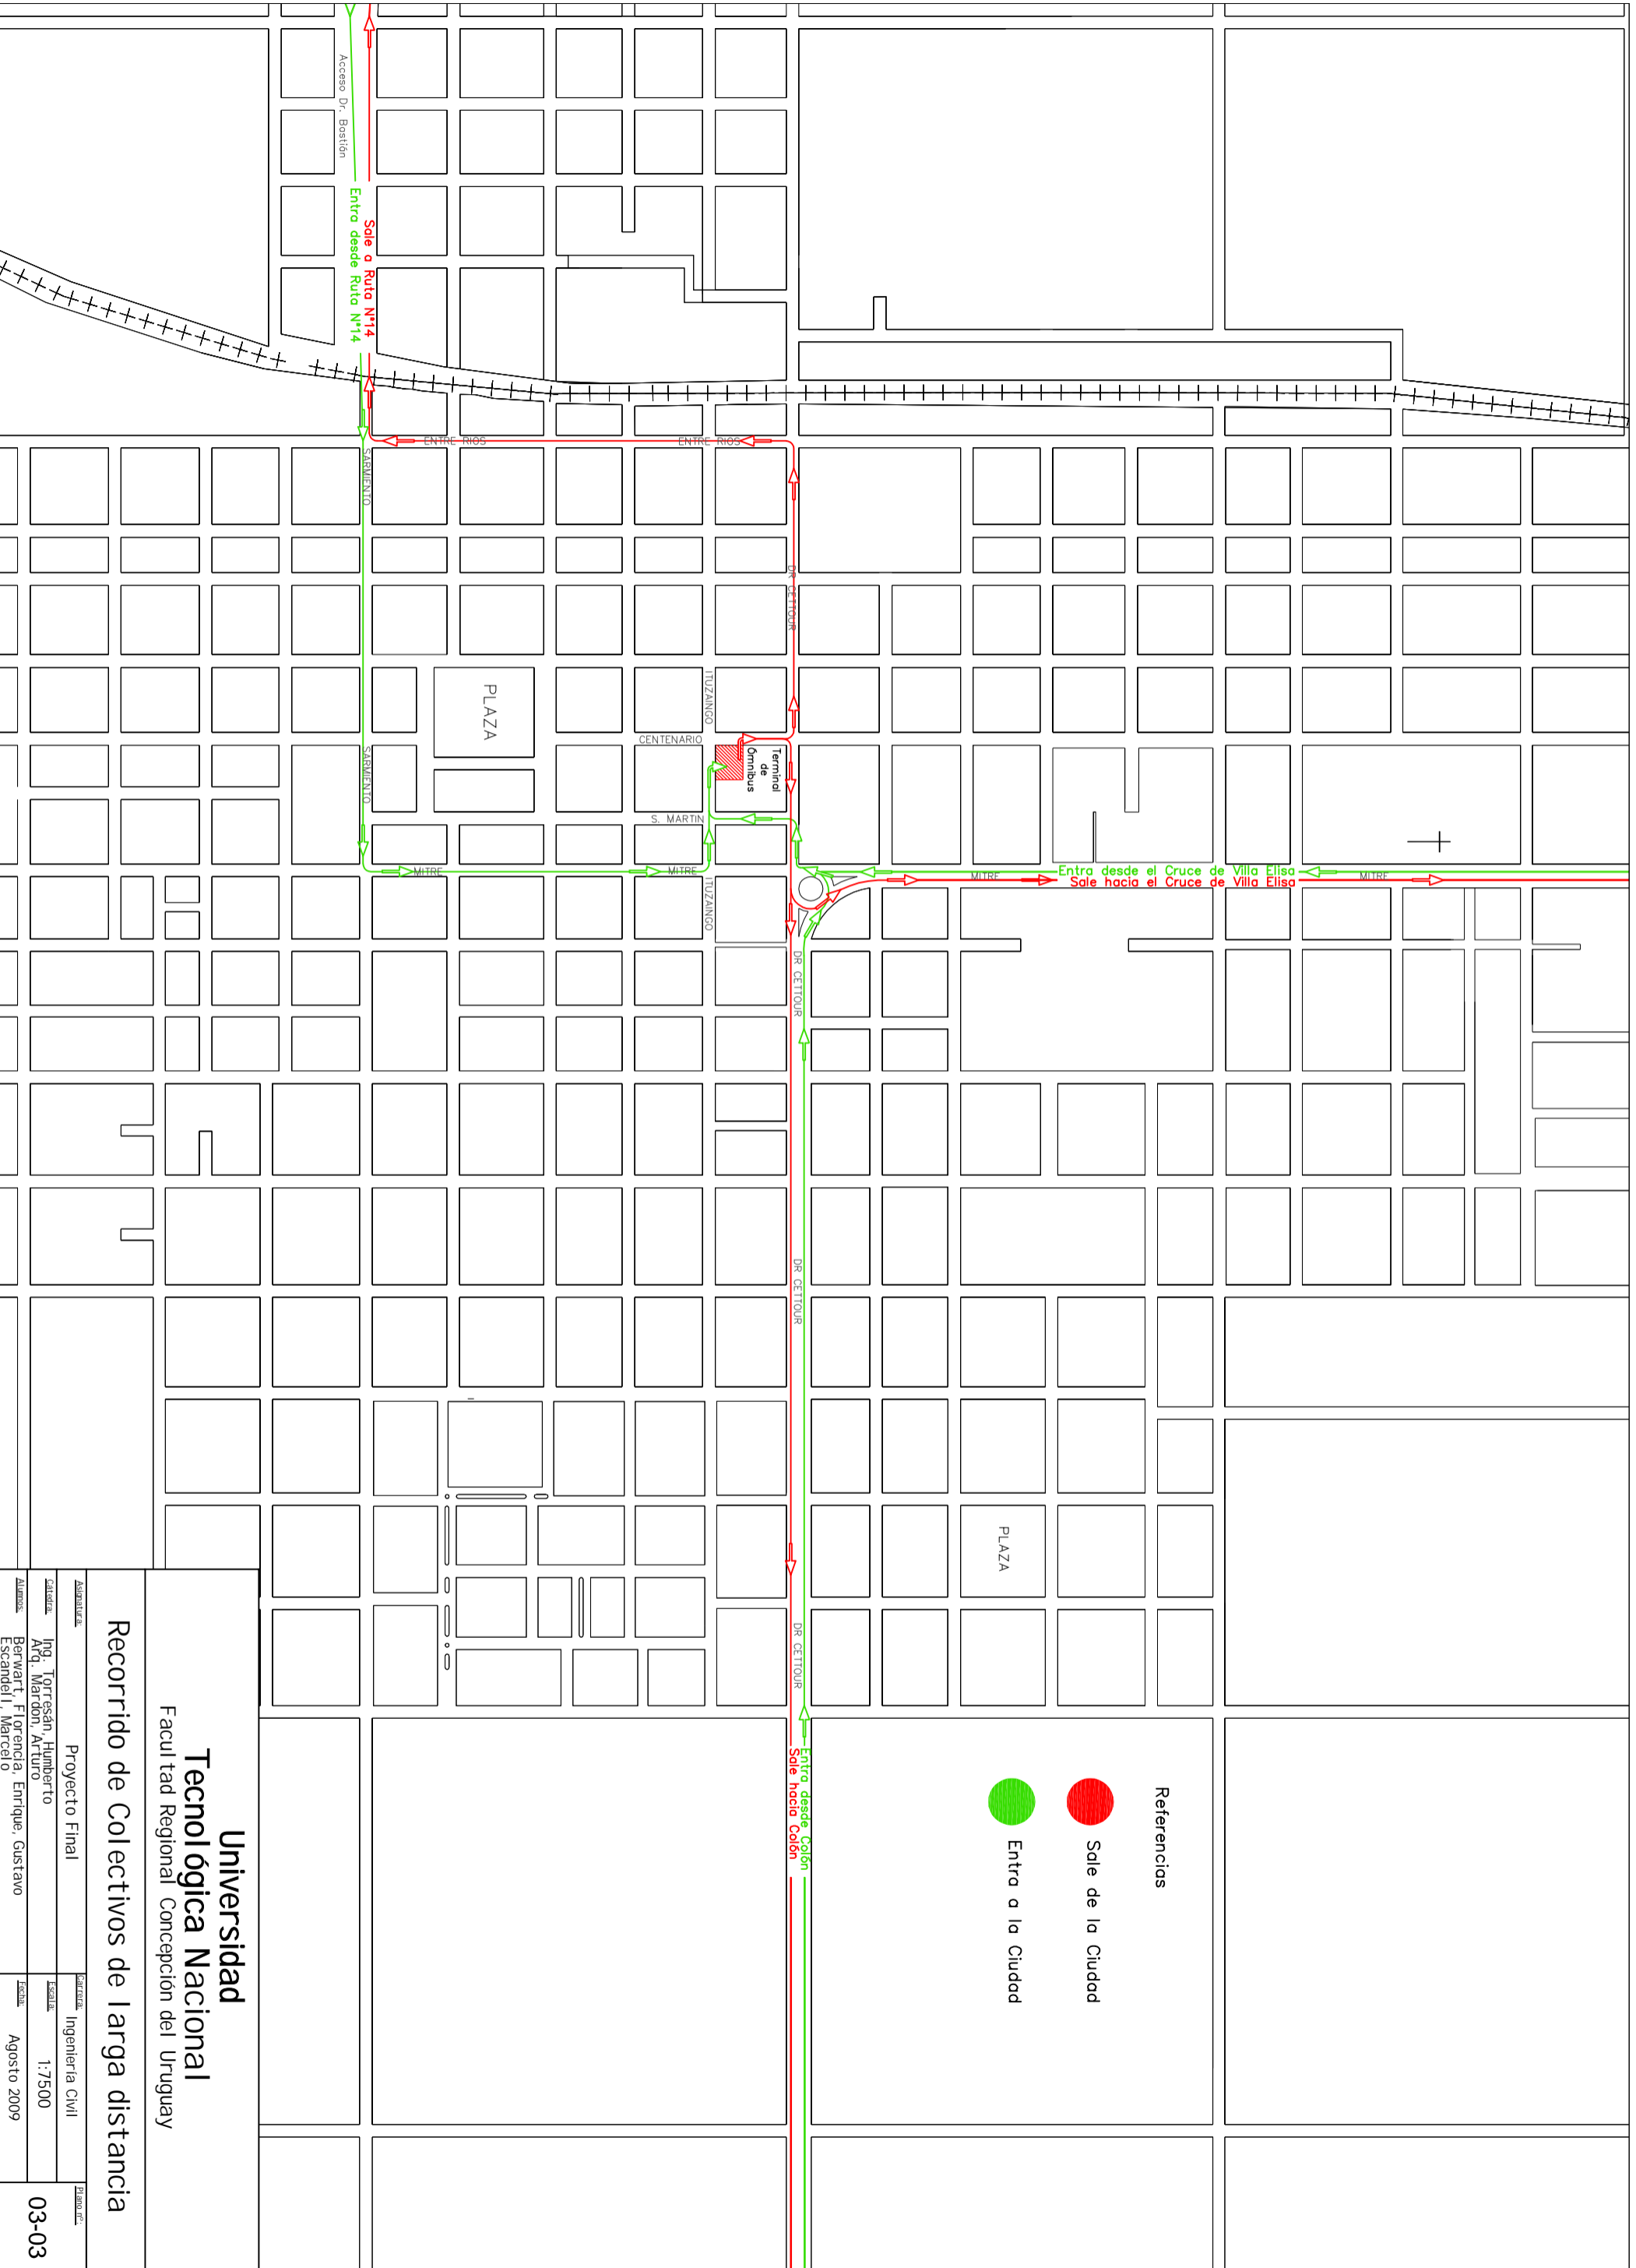 Acceso Dr. Bastián
Sale a Ruta N°14
Entra desde Ruta N°14
ENTRE RIOS
ENTRE RIOS
SARMIENTO
DR CETTOUR
PLAZA
ITUZAINGO
CENTENARIO
Terminal
de
Omnibus
SARMIENTO
S. MARTIN
MITRE
MITRE
ITUZAINGO
MITRE
Entra desde el Cruce de Villa Elisa
Sale hacia el Cruce de Villa Elisa
MITRE
DR CETTOUR
DR CETTOUR
PLAZA
DR CETTOUR
Entra desde Colón
Sale hacia Colón
Referencias
Sale de la Ciudad
Entra a la Ciudad
Universidad
Tecnológica Nacional
Facultad Regional Concepción del Uruguay
Recorrido de Colectivos de larga distancia
Asignatura:
Proyecto Final
Carrera:
Ingeniería Civil
Plano nº:
Cátedra:
Ing. Torresán, Humberto
Arq. Mardon, Arturo
Escala:
1:7500
03-03
Alumnos:
Berwart, Florencia, Enrique, Gustavo
Escandell, Marcelo
Fecha:
Agosto 2009